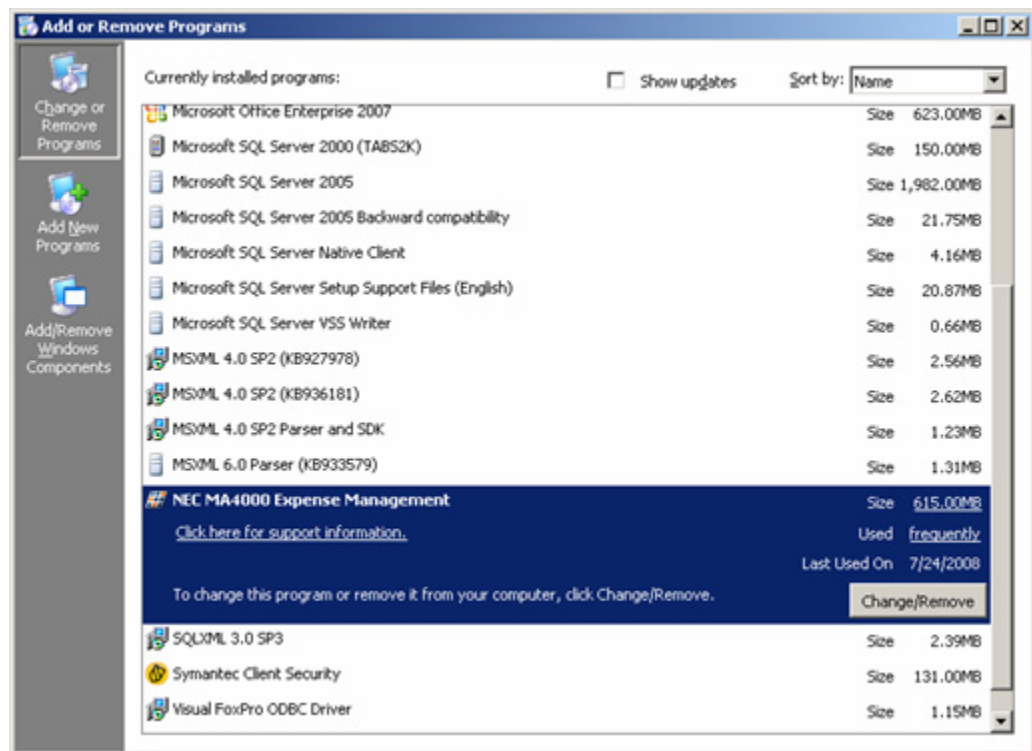 Add or Remove Programs
Change or
Remove
Programs
Add New
Programs
Add/Remove
Windows
Components
Currently installed programs:
Show updates
Sort by: Name
Microsoft Office Enterprise 2007 Size 623.00MB
Microsoft SQL Server 2000 (TABS2K) Size 150.00MB
Microsoft SQL Server 2005 Size 1,982.00MB
Microsoft SQL Server 2005 Backward compatibility Size 21.75MB
Microsoft SQL Server Native Client Size 4.16MB
Microsoft SQL Server Setup Support Files (English) Size 20.87MB
Microsoft SQL Server VSS Writer Size 0.66MB
MSXML 4.0 SP2 (KB927978) Size 2.56MB
MSXML 4.0 SP2 (KB936181) Size 2.62MB
MSXML 4.0 SP2 Parser and SDK Size 1.23MB
MSXML 6.0 Parser (KB933579) Size 1.31MB
NEC MA4000 Expense Management Size 615.00MB
Click here for support information. Used frequently
Last Used On 7/24/2008
To change this program or remove it from your computer, click Change/Remove. Change/Remove
SQLXML 3.0 SP3 Size 2.39MB
Symantec Client Security Size 131.00MB
Visual FoxPro ODBC Driver Size 1.15MB